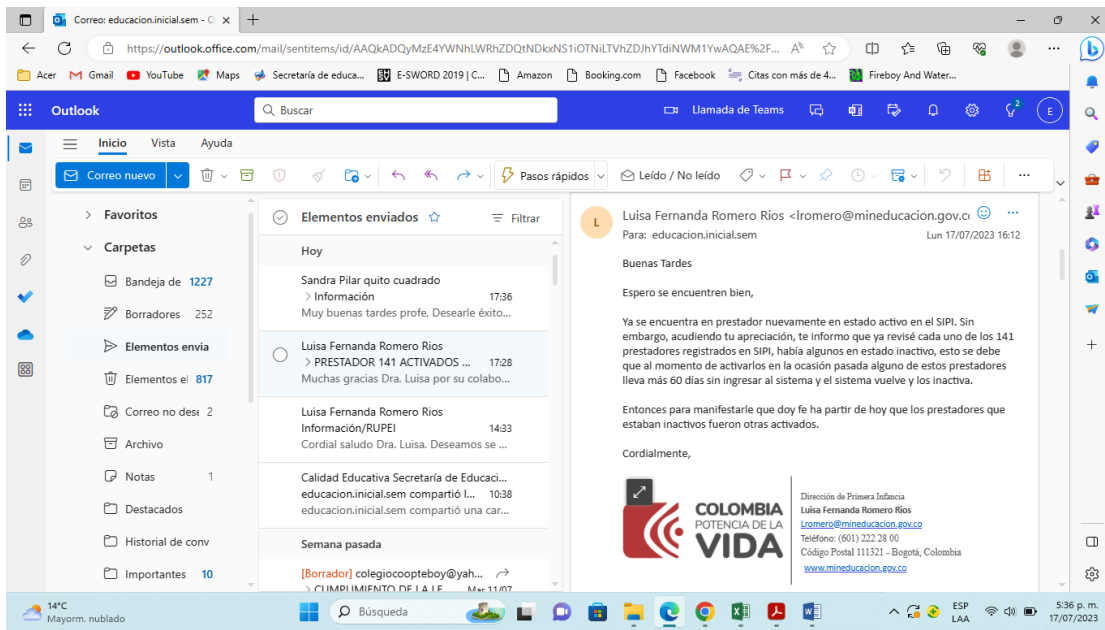 Correo: educacion.inicial.sem - O
https://outlook.office.com/mail/sentitems/id/AAQkADQyMzE4YWNhLWRhZDQtNDkxNS1iOTNiLTVhZDJhYTdiNWM1YwAQAE%2F...
Acer Gmail YouTube Maps Secretaría de educa... E-SWORD 2019 | C... Amazon Booking.com Facebook Citas con más de 4... Fireboy And Water...
Outlook Buscar Llamada de Teams 2 E
Inicio Vista Ayuda
Correo nuevo Pasos rápidos Leído / No leído
Favoritos
Carpetas
Bandeja de 1227
Borradores 252
Elementos envia
Elementos el 817
Correo no dese 2
Archivo
Notas 1
Destacados
Historial de conv
Importantes 10
Elementos enviados Filtrar
Hoy
Sandra Pilar quito cuadrado
> Información 17:36
Muy buenas tardes profe, Desearle éxito...
Luisa Fernanda Romero Rios
> PRESTADOR 141 ACTIVADOS ... 17:28
Muchas gracias Dra. Luisa por su colabo...
Luisa Fernanda Romero Rios
Información/RUPEI 14:33
Cordial saludo Dra. Luisa. Deseamos se ...
Calidad Educativa Secretaría de Educaci...
educacion.inicial.sem compartió l... 10:38
educacion.inicial.sem compartió una car...
Semana pasada
[Borrador] colegiocoopteboy@yah...
> CUMPLIMIENTO DE LA LE Mar 11/07
L
Luisa Fernanda Romero Rios <lromero@mineducacion.gov.co
Para: educacion.inicial.sem Lun 17/07/2023 16:12
Buenas Tardes
Espero se encuentren bien,
Ya se encuentra en prestador nuevamente en estado activo en el SIPI. Sin
embargo, acudiendo tu apreciación, te informo que ya revisé cada uno de los 141
prestadores registrados en SIPI, había algunos en estado inactivo, esto se debe
que al momento de activarlos en la ocasión pasada alguno de estos prestadores
lleva más 60 días sin ingresar al sistema y el sistema vuelve y los inactiva.
Entonces para manifestarle que doy fe ha partir de hoy que los prestadores que
estaban inactivos fueron otras activados.
Cordialmente,
COLOMBIA
POTENCIA DE LA
VIDA
Dirección de Primera Infancia
Luisa Fernanda Romero Rios
Lromero@mineducacion.gov.co
Teléfono: (601) 222 28 00
Código Postal 111321 - Bogotá, Colombia
www.mineducacion.gov.co
14°C
Mayorm. nublado
Búsqueda
ESP
LAA
5:36 p. m.
17/07/2023